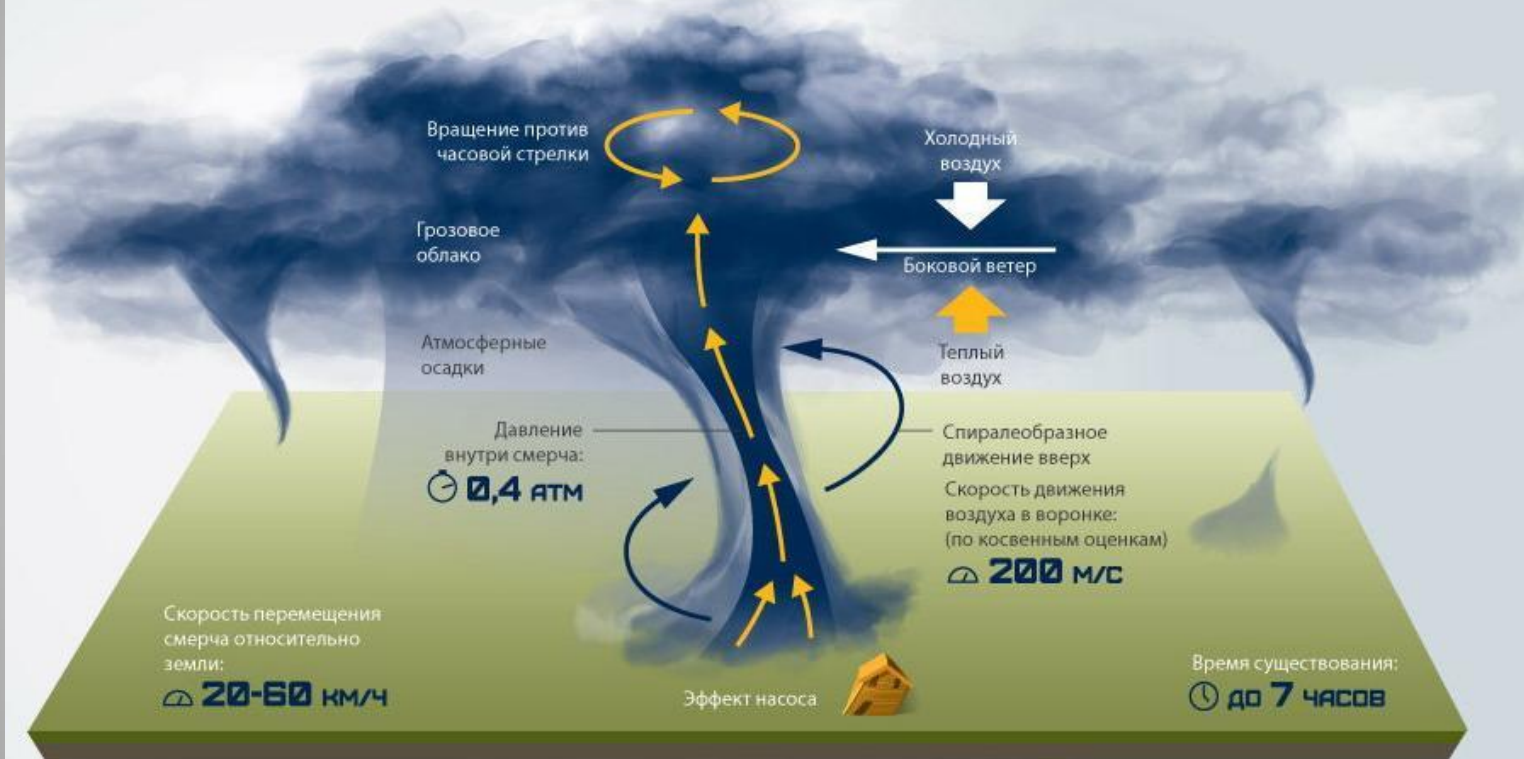 Вращение против
часовой стрелки
Холодный
воздух
Грозовое
облако
Боковой ветер
Атмосферные
осадки
Теплый
воздух
Давление
внутри смерча:
0,4 АТМ
Спиралеобразное
движение вверх
Скорость движения
воздуха в воронке:
(по косвенным оценкам)
200 М/С
Скорость перемещения
смерча относительно
земли:
20-60 КМ/Ч
Эффект насоса
Время существования:
ДО 7 ЧАСОВ